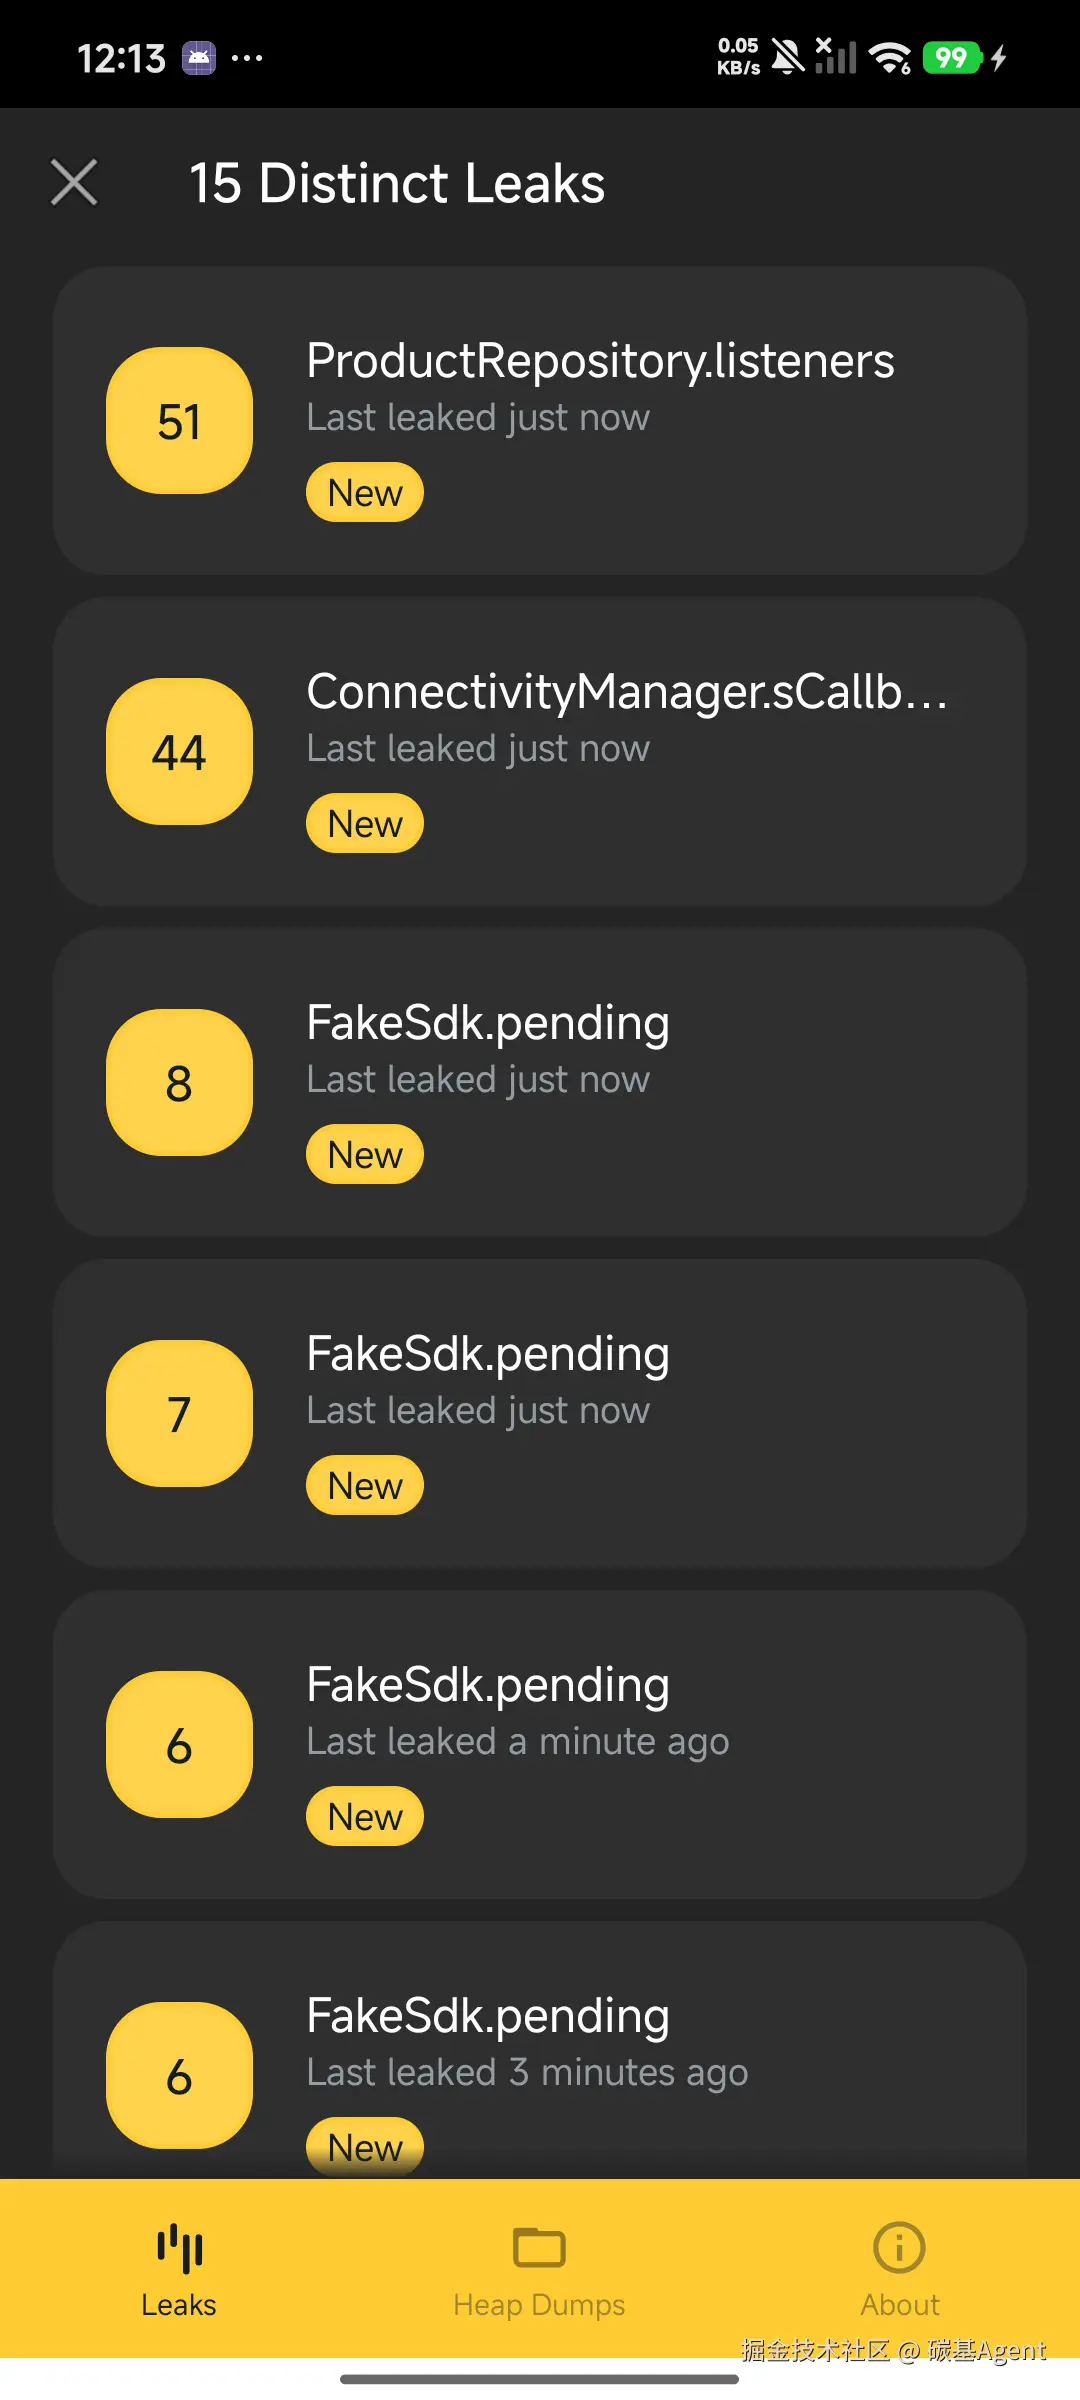 12:13
0.05
KB/s
6
99
15 Distinct Leaks
51
ProductRepository.listeners
Last leaked just now
New
44
ConnectivityManager.sCallb...
Last leaked just now
New
8
FakeSdk.pending
Last leaked just now
New
7
FakeSdk.pending
Last leaked just now
New
6
FakeSdk.pending
Last leaked a minute ago
New
6
FakeSdk.pending
Last leaked 3 minutes ago
New
Leaks
Heap Dumps
About
掘金技术社区 @ 碳基Agent